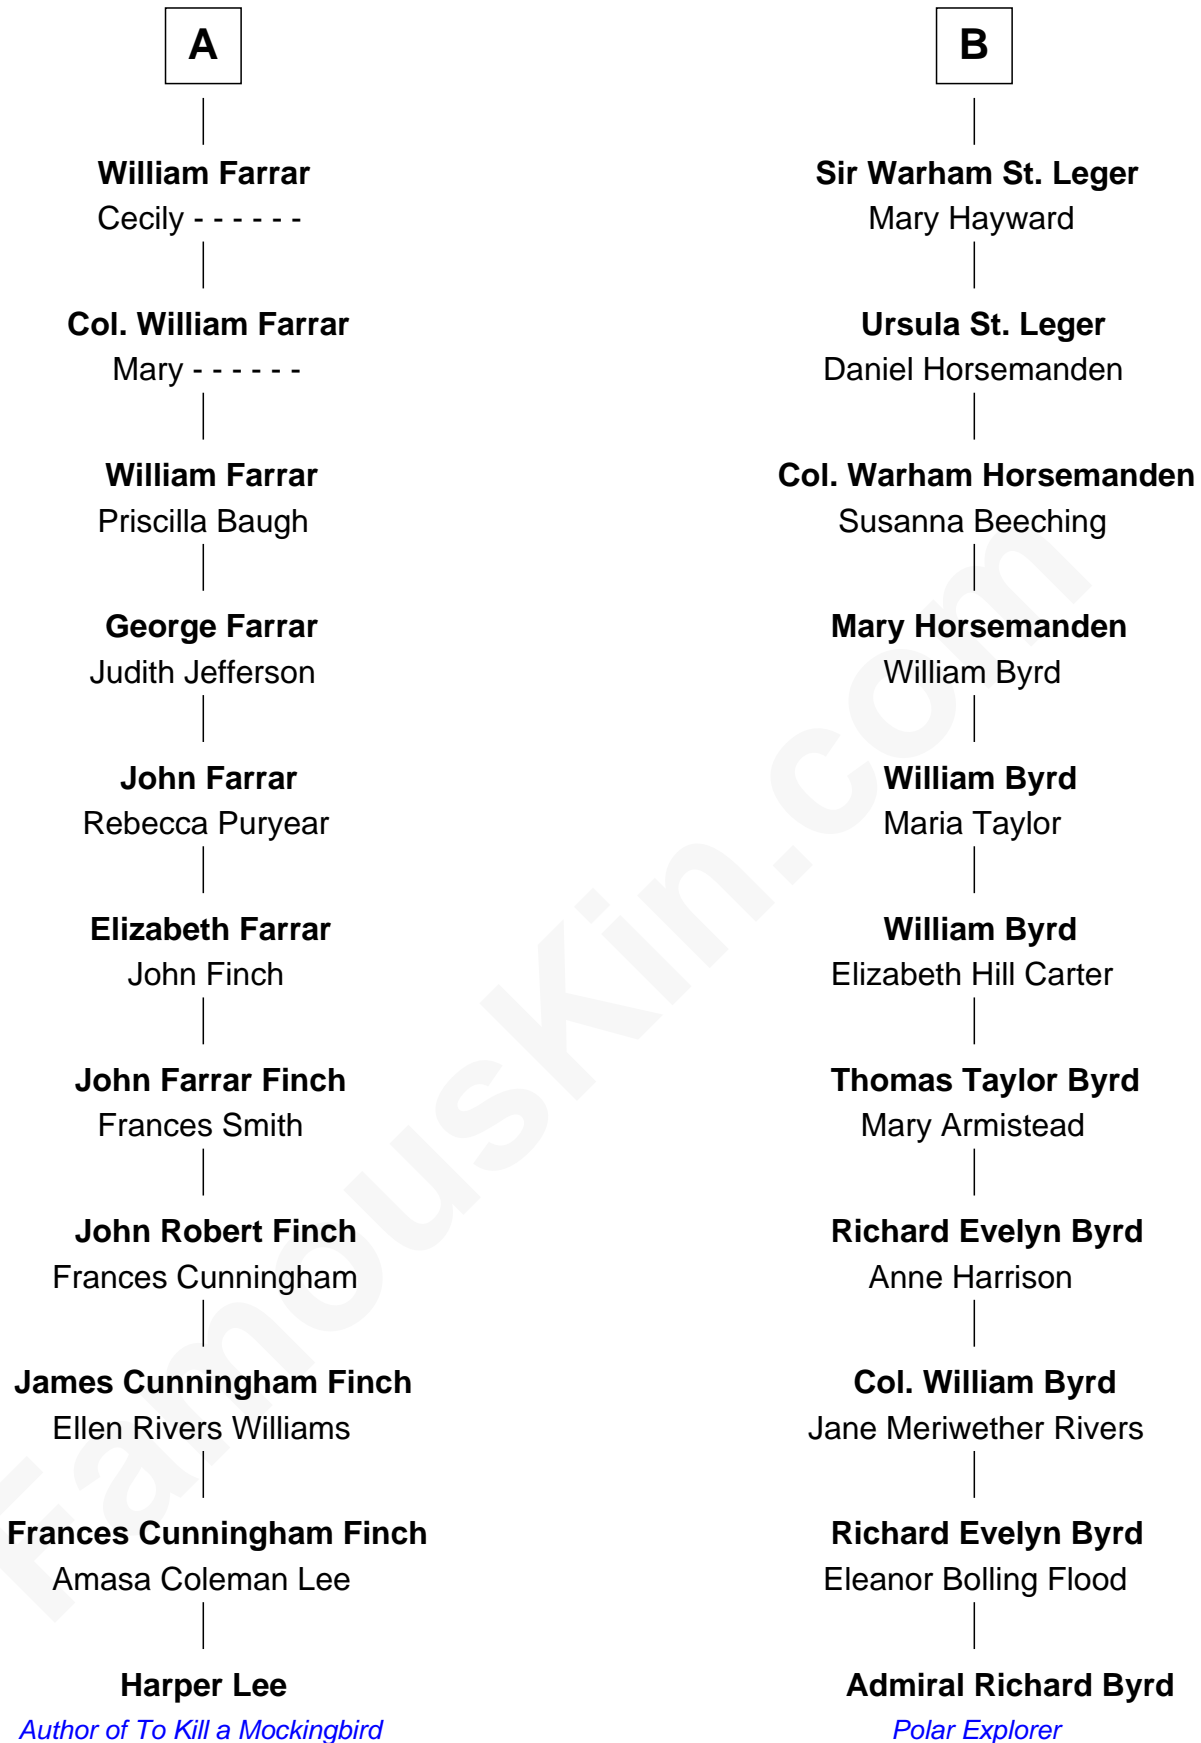 A
William Farrar
Cecily - - - - - -
Col. William Farrar
Mary - - - - - -
William Farrar
Priscilla Baugh
George Farrar
Judith Jefferson
John Farrar
Rebecca Puryear
Elizabeth Farrar
John Finch
John Farrar Finch
Frances Smith
John Robert Finch
Frances Cunningham
James Cunningham Finch
Ellen Rivers Williams
Frances Cunningham Finch
Amasa Coleman Lee
Harper Lee
Author of To Kill a Mockingbird
B
Sir Warham St. Leger
Mary Hayward
Ursula St. Leger
Daniel Horsemanden
Col. Warham Horsemanden
Susanna Beeching
Mary Horsemanden
William Byrd
William Byrd
Maria Taylor
William Byrd
Elizabeth Hill Carter
Thomas Taylor Byrd
Mary Armistead
Richard Evelyn Byrd
Anne Harrison
Col. William Byrd
Jane Meriwether Rivers
Richard Evelyn Byrd
Eleanor Bolling Flood
Admiral Richard Byrd
Polar Explorer
FamousKin.com